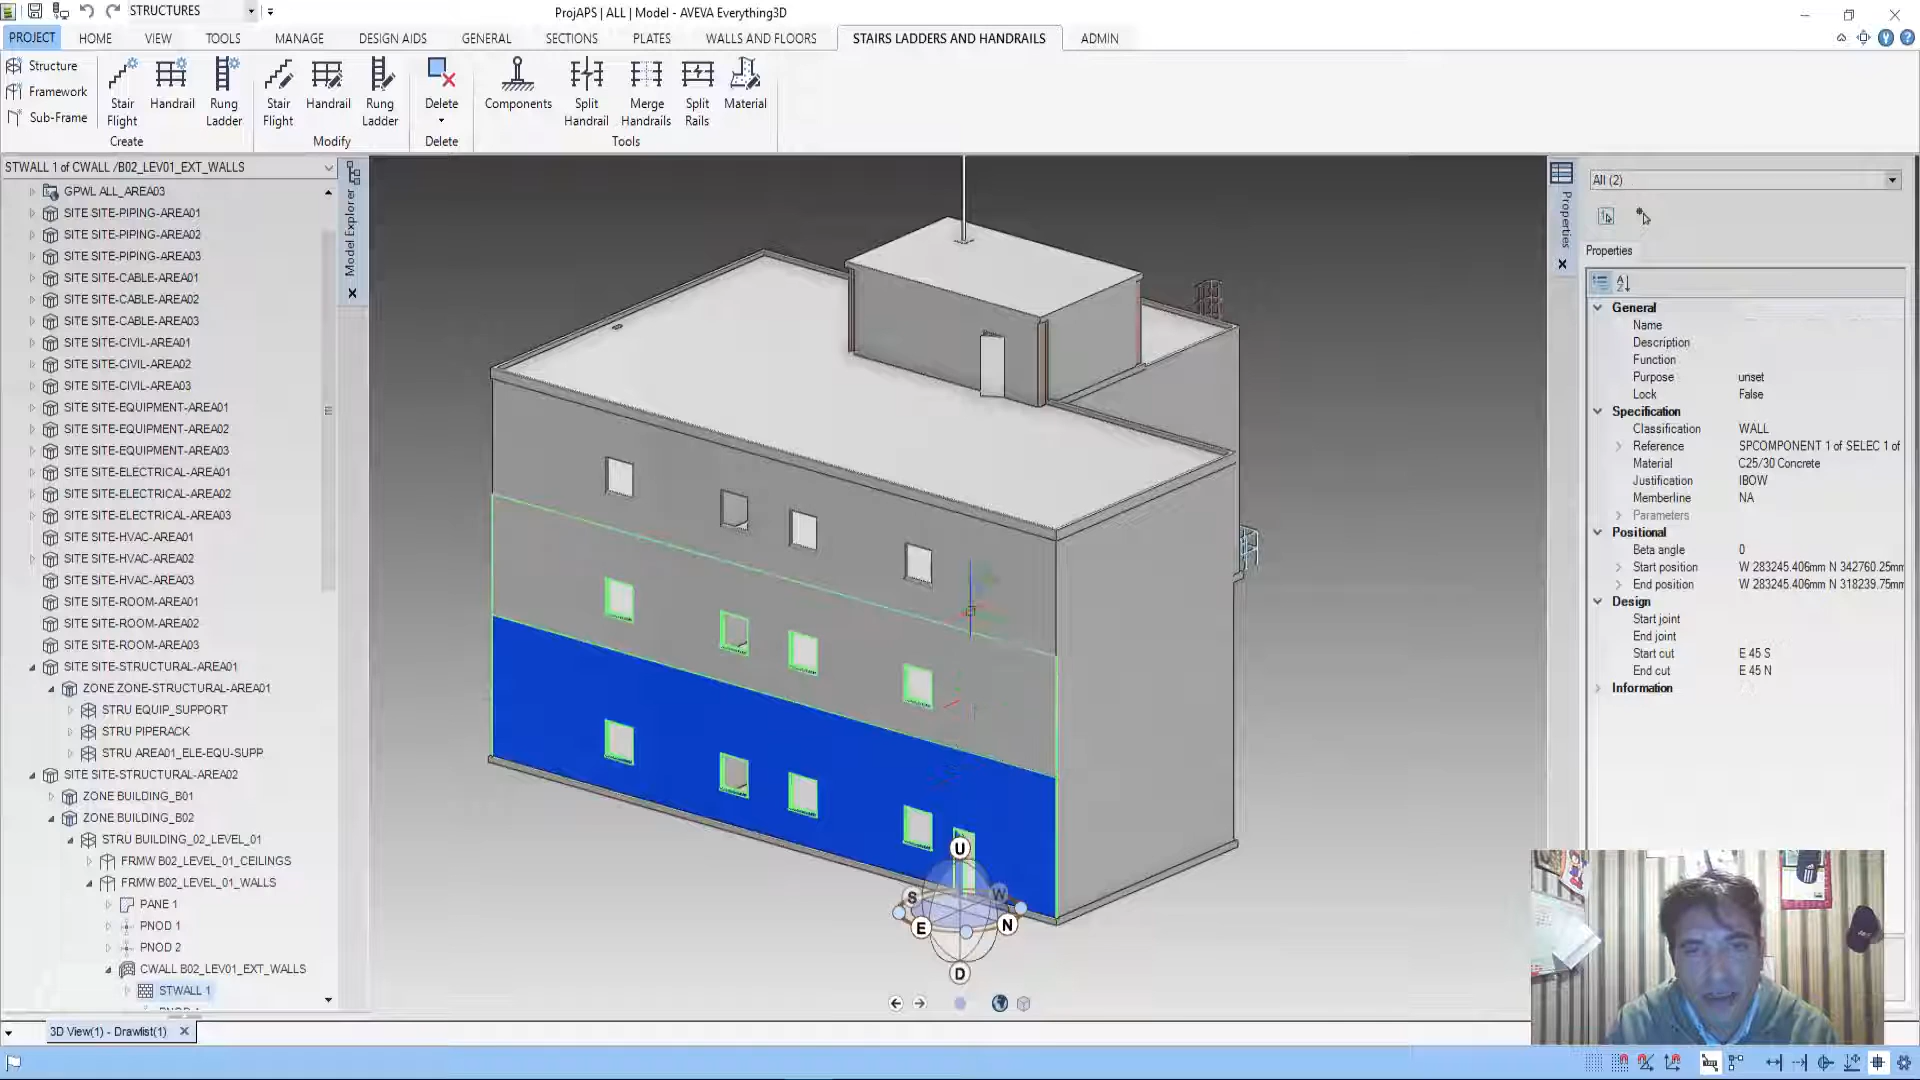 STRUCTURES
ProjAPS | ALL | Model - AVEVA Everything3D
PROJECT HOME VIEW TOOLS MANAGE DESIGN AIDS GENERAL SECTIONS PLATES WALLS AND FLOORS STAIRS LADDERS AND HANDRAILS ADMIN
Structure
Framework
Sub-Frame
Stair Flight
Handrail
Rung Ladder
Create
Stair Flight
Handrail
Rung Ladder
Modify
Delete
Delete
Components
Split Handrail
Merge Handrails
Split Rails
Material
Tools
STWALL 1 of CWALL /B02_LEV01_EXT_WALLS
GPWL ALL_AREA03
SITE SITE-PIPING-AREA01
SITE SITE-PIPING-AREA02
SITE SITE-PIPING-AREA03
SITE SITE-CABLE-AREA01
SITE SITE-CABLE-AREA02
SITE SITE-CABLE-AREA03
SITE SITE-CIVIL-AREA01
SITE SITE-CIVIL-AREA02
SITE SITE-CIVIL-AREA03
SITE SITE-EQUIPMENT-AREA01
SITE SITE-EQUIPMENT-AREA02
SITE SITE-EQUIPMENT-AREA03
SITE SITE-ELECTRICAL-AREA01
SITE SITE-ELECTRICAL-AREA02
SITE SITE-ELECTRICAL-AREA03
SITE SITE-HVAC-AREA01
SITE SITE-HVAC-AREA02
SITE SITE-HVAC-AREA03
SITE SITE-ROOM-AREA01
SITE SITE-ROOM-AREA02
SITE SITE-ROOM-AREA03
SITE SITE-STRUCTURAL-AREA01
ZONE ZONE-STRUCTURAL-AREA01
STRU EQUIP_SUPPORT
STRU PIPERACK
STRU AREA01_ELE-EQU-SUPP
SITE SITE-STRUCTURAL-AREA02
ZONE BUILDING_B01
ZONE BUILDING_B02
STRU BUILDING_02_LEVEL_01
FRMW B02_LEVEL_01_CEILINGS
FRMW B02_LEVEL_01_WALLS
PANE 1
PNOD 1
PNOD 2
CWALL B02_LEV01_EXT_WALLS
STWALL 1
Model Explorer
3D View(1) - Drawlist(1)
U
S W
E N
D
Properties
All (2)
Properties
General
Name
Description
Function
Purpose unset
Lock False
Specification
Classification WALL
Reference SPCOMPONENT 1 of SELEC 1 of
Material C25/30 Concrete
Justification IBOW
Memberline NA
Parameters
Positional
Beta angle 0
Start position W 283245.406mm N 342760.25mm
End position W 283245.406mm N 318239.75mm
Design
Start joint
End joint
Start cut E 45 S
End cut E 45 N
Information